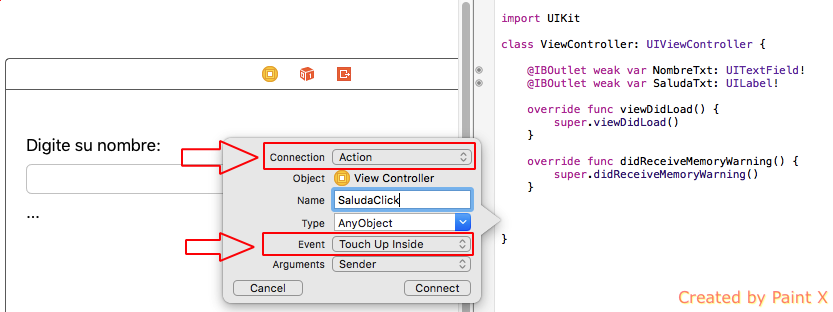 Digite su nombre:
...
Connection Action
Object View Controller
Name SaludaClick
Type AnyObject
Event Touch Up Inside
Arguments Sender
Cancel Connect
import UIKit
class ViewController: UIViewController {
@IBOutlet weak var NombreTxt: UITextField!
@IBOutlet weak var SaludaTxt: UILabel!
override func viewDidLoad() {
super.viewDidLoad()
}
override func didReceiveMemoryWarning() {
super.didReceiveMemoryWarning()
}
}
Created by Paint X